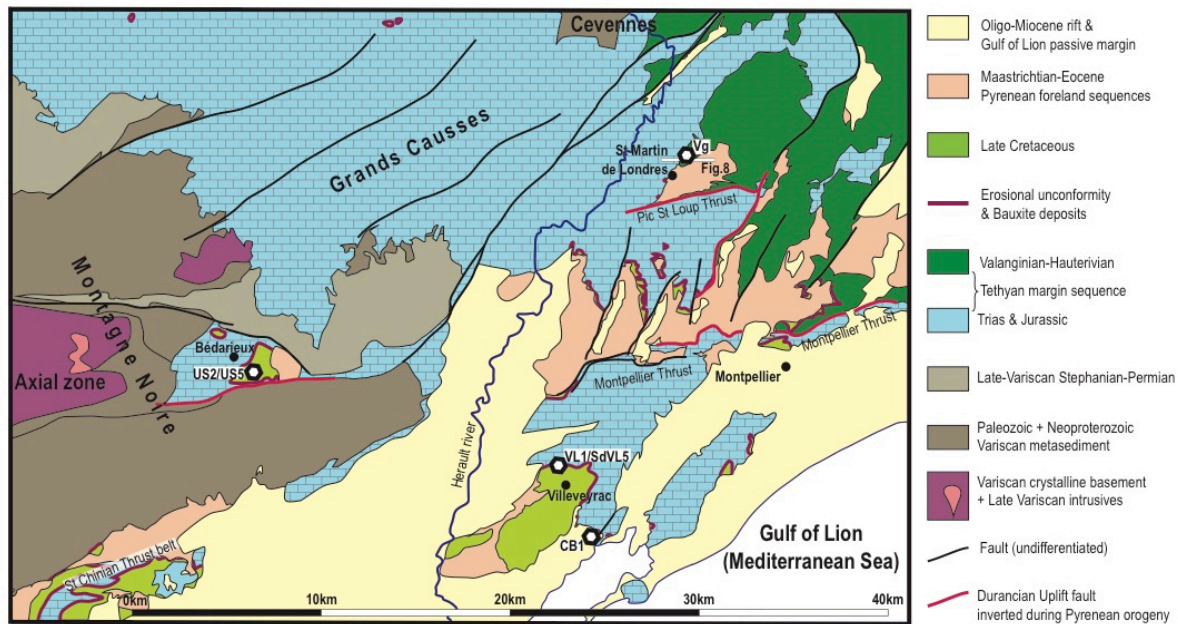 Cevennes
Grands Causses
St Martin
de Londres
Vg
Fig.8
Pic St Loup Thrust
Montagne Noire
Bédarieux
US2/US5
Axial zone
Montpellier Thrust
Montpellier Thrust
Montpellier
Herault river
VL1/SdVL5
Villeveyrac
CB1
Gulf of Lion
(Mediterranean Sea)
St Chinian Thrust belt
0km
10km
20km
30km
40km
Oligo-Miocene rift &
Gulf of Lion passive margin
Maastrichtian-Eocene
Pyrenean foreland sequences
Late Cretaceous
Erosional unconformity
& Bauxite deposits
Valanginian-Hauterivian
Tethyan margin sequence
Trias & Jurassic
Late-Variscan Stephanian-Permian
Paleozoic + Neoproterozoic
Variscan metasediment
Variscan crystalline basement
+ Late Variscan intrusives
Fault (undifferentiated)
Durancian Uplift fault
inverted during Pyrenean orogeny